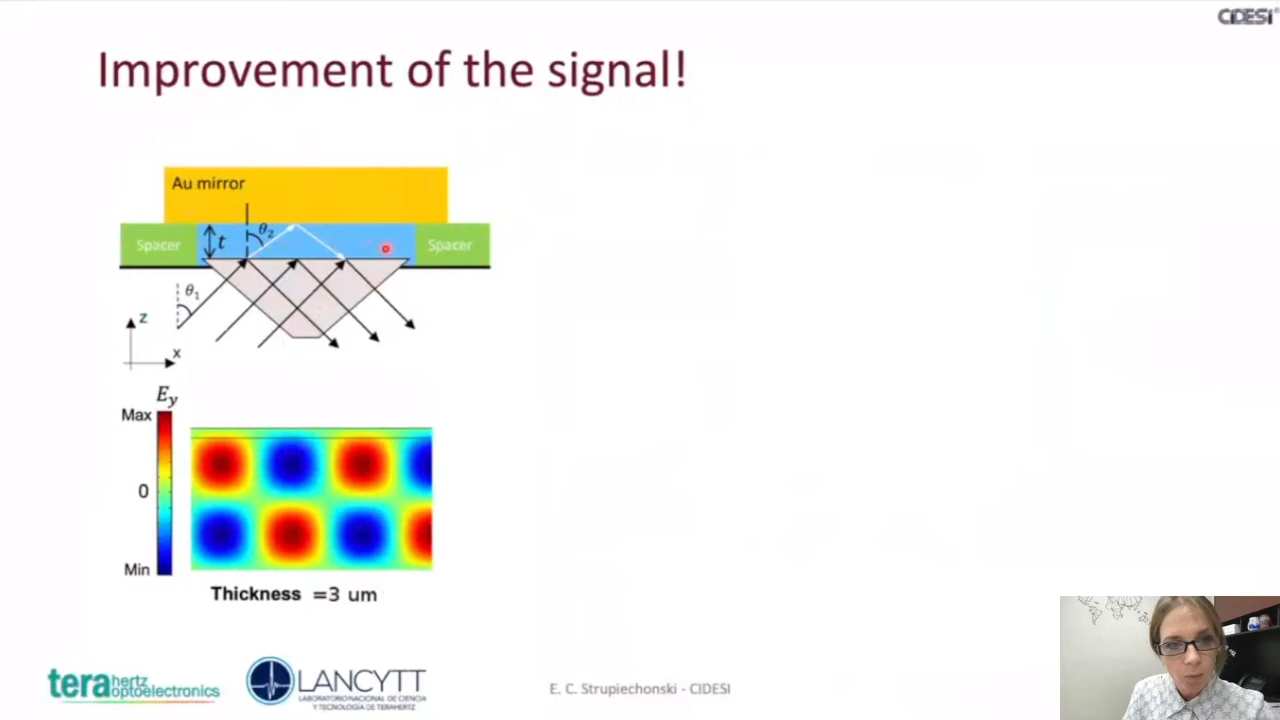 CIDESI
Improvement of the signal!
Au mirror
Spacer
t
θ₂
Spacer
θ₁
z
x
E_y
Max
0
Min
Thickness =3 um
terahertz optoelectronics
LANCYTT
LABORATORIO NACIONAL DE CIENCIA
Y TECNOLOGÍA DE TERAHERTZ
E. C. Strupiechonski - CIDESI